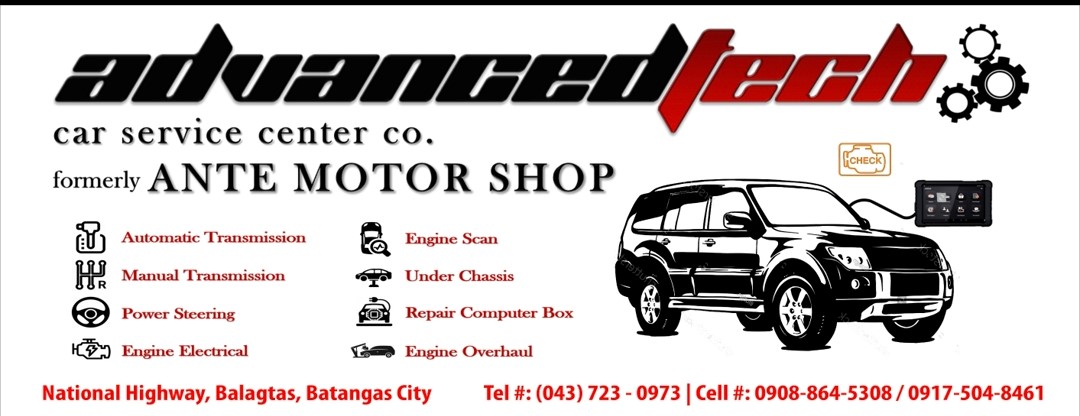 advancedtech
car service center co.
formerly ANTE MOTOR SHOP
CHECK
Automatic Transmission
Manual Transmission
R
Power Steering
Engine Electrical
Engine Scan
Under Chassis
Repair Computer Box
Engine Overhaul
National Highway, Balagtas, Batangas City
Tel #: (043) 723 - 0973 | Cell #: 0908-864-5308 / 0917-504-8461